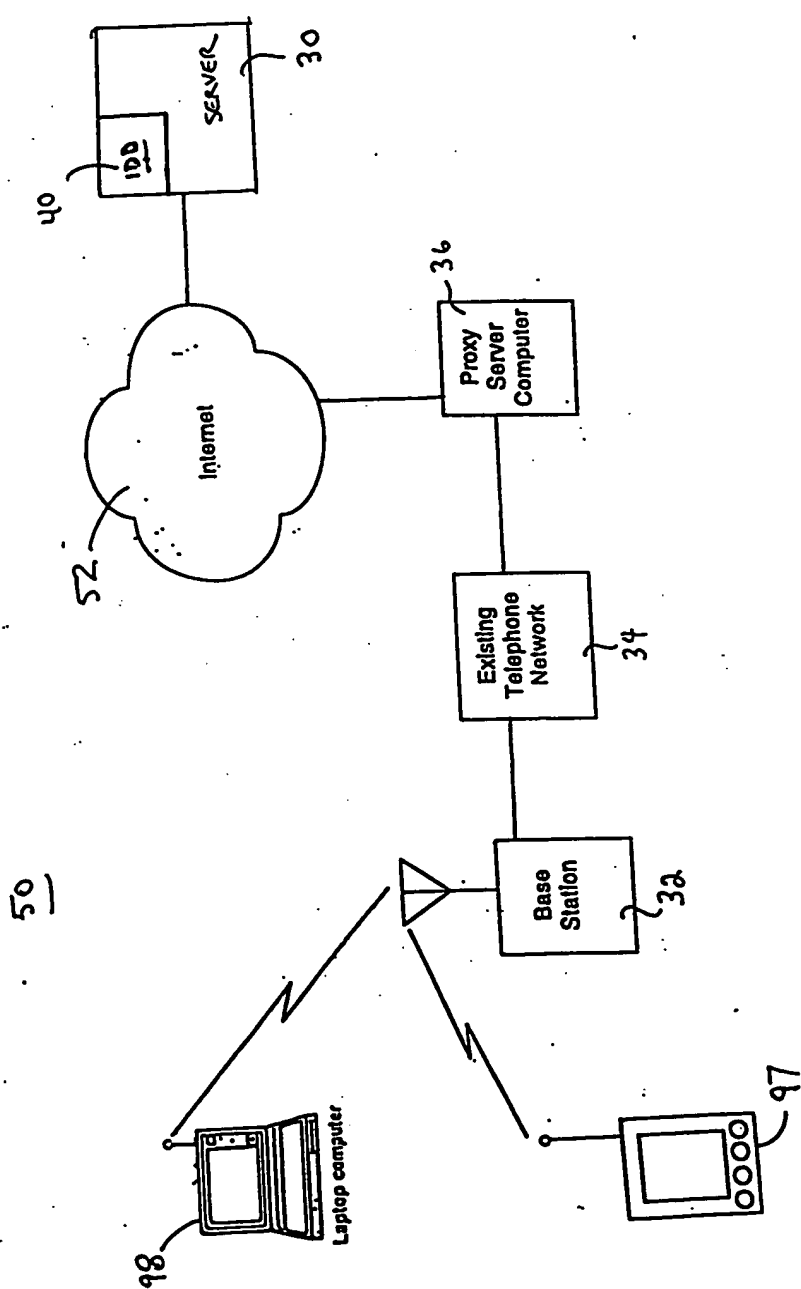 50
98
Laptop computer
97
Base
Station
32
Existing
Telephone
Network
34
Proxy
Server
Computer
36
52
Internet
40
IDD
SERVER
30